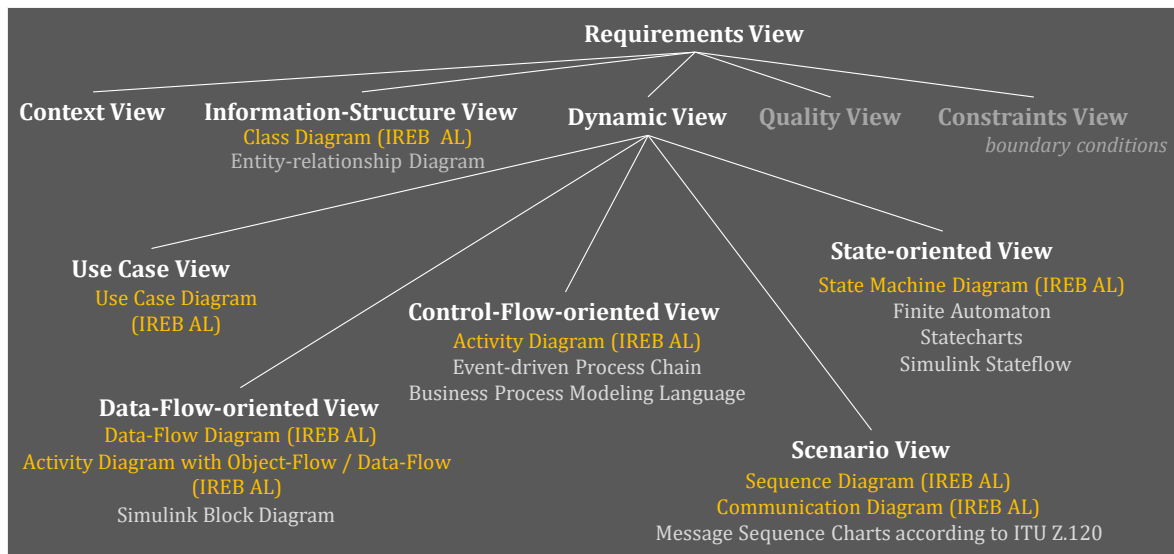 Requirements View
Context View
Information-Structure View
Class Diagram (IREB AL)
Entity-relationship Diagram
Dynamic View
Quality View
Constraints View
boundary conditions
Use Case View
Use Case Diagram
(IREB AL)
State-oriented View
State Machine Diagram (IREB AL)
Finite Automaton
Statecharts
Simulink Stateflow
Control-Flow-oriented View
Activity Diagram (IREB AL)
Event-driven Process Chain
Business Process Modeling Language
Data-Flow-oriented View
Data-Flow Diagram (IREB AL)
Activity Diagram with Object-Flow / Data-Flow
(IREB AL)
Simulink Block Diagram
Scenario View
Sequence Diagram (IREB AL)
Communication Diagram (IREB AL)
Message Sequence Charts according to ITU Z.120